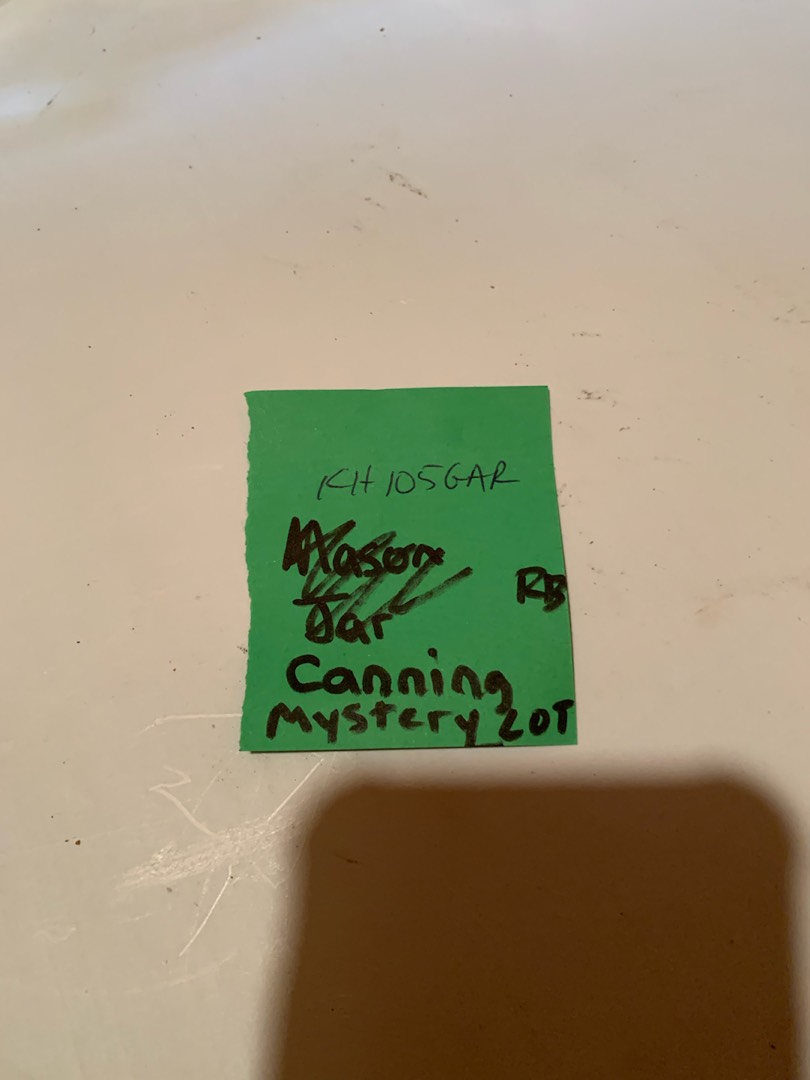 KH105GAR
Mason
Jar
RB
Canning
Mystery LOT